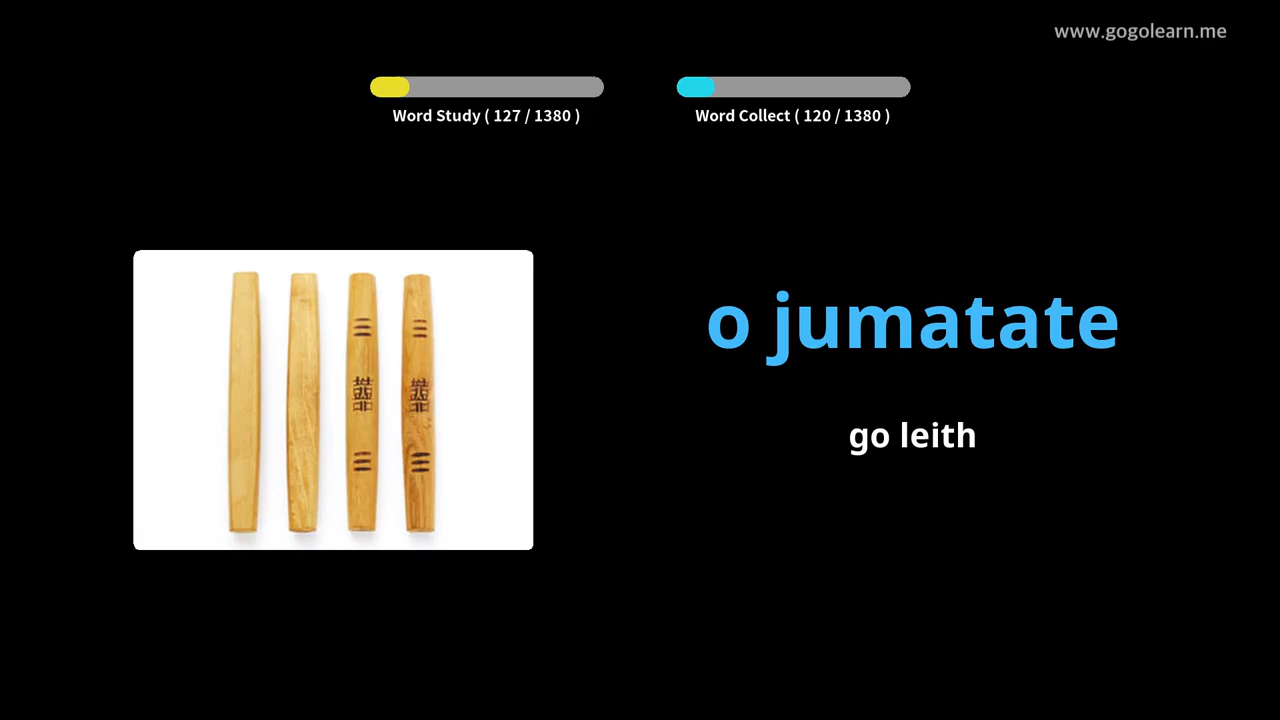 www.gogolearn.me
Word Study ( 127 / 1380 )
Word Collect ( 120 / 1380 )
o jumatate
go leith